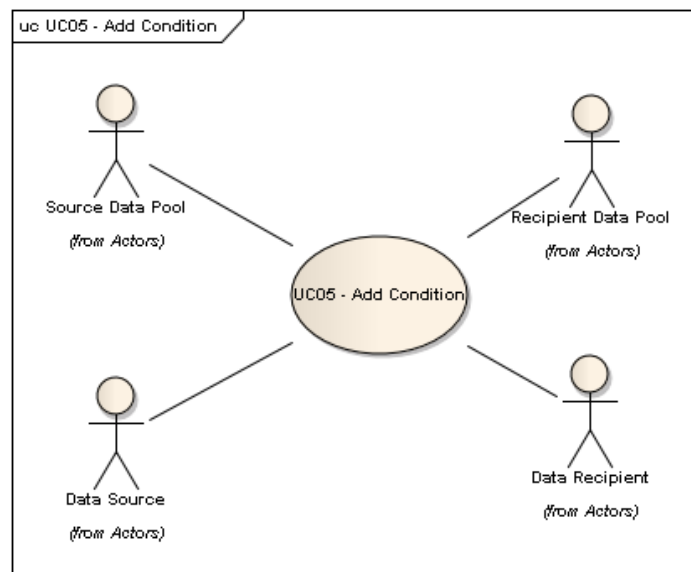 uc UC05 - Add Condition
Source Data Pool
(from Actors)
Recipient Data Pool
(from Actors)
UC05 - Add Condition
Data Source
(from Actors)
Data Recipient
(from Actors)